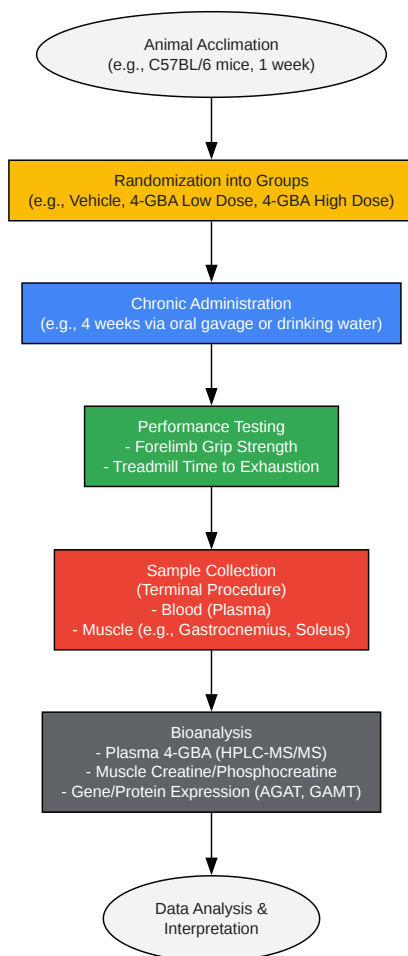 Animal Acclimation
(e.g., C57BL/6 mice, 1 week)
Randomization into Groups
(e.g., Vehicle, 4-GBA Low Dose, 4-GBA High Dose)
Chronic Administration
(e.g., 4 weeks via oral gavage or drinking water)
Performance Testing
- Forelimb Grip Strength
- Treadmill Time to Exhaustion
Sample Collection
(Terminal Procedure)
- Blood (Plasma)
- Muscle (e.g., Gastrocnemius, Soleus)
Bioanalysis
- Plasma 4-GBA (HPLC-MS/MS)
- Muscle Creatine/Phosphocreatine
- Gene/Protein Expression (AGAT, GAMT)
Data Analysis &
Interpretation